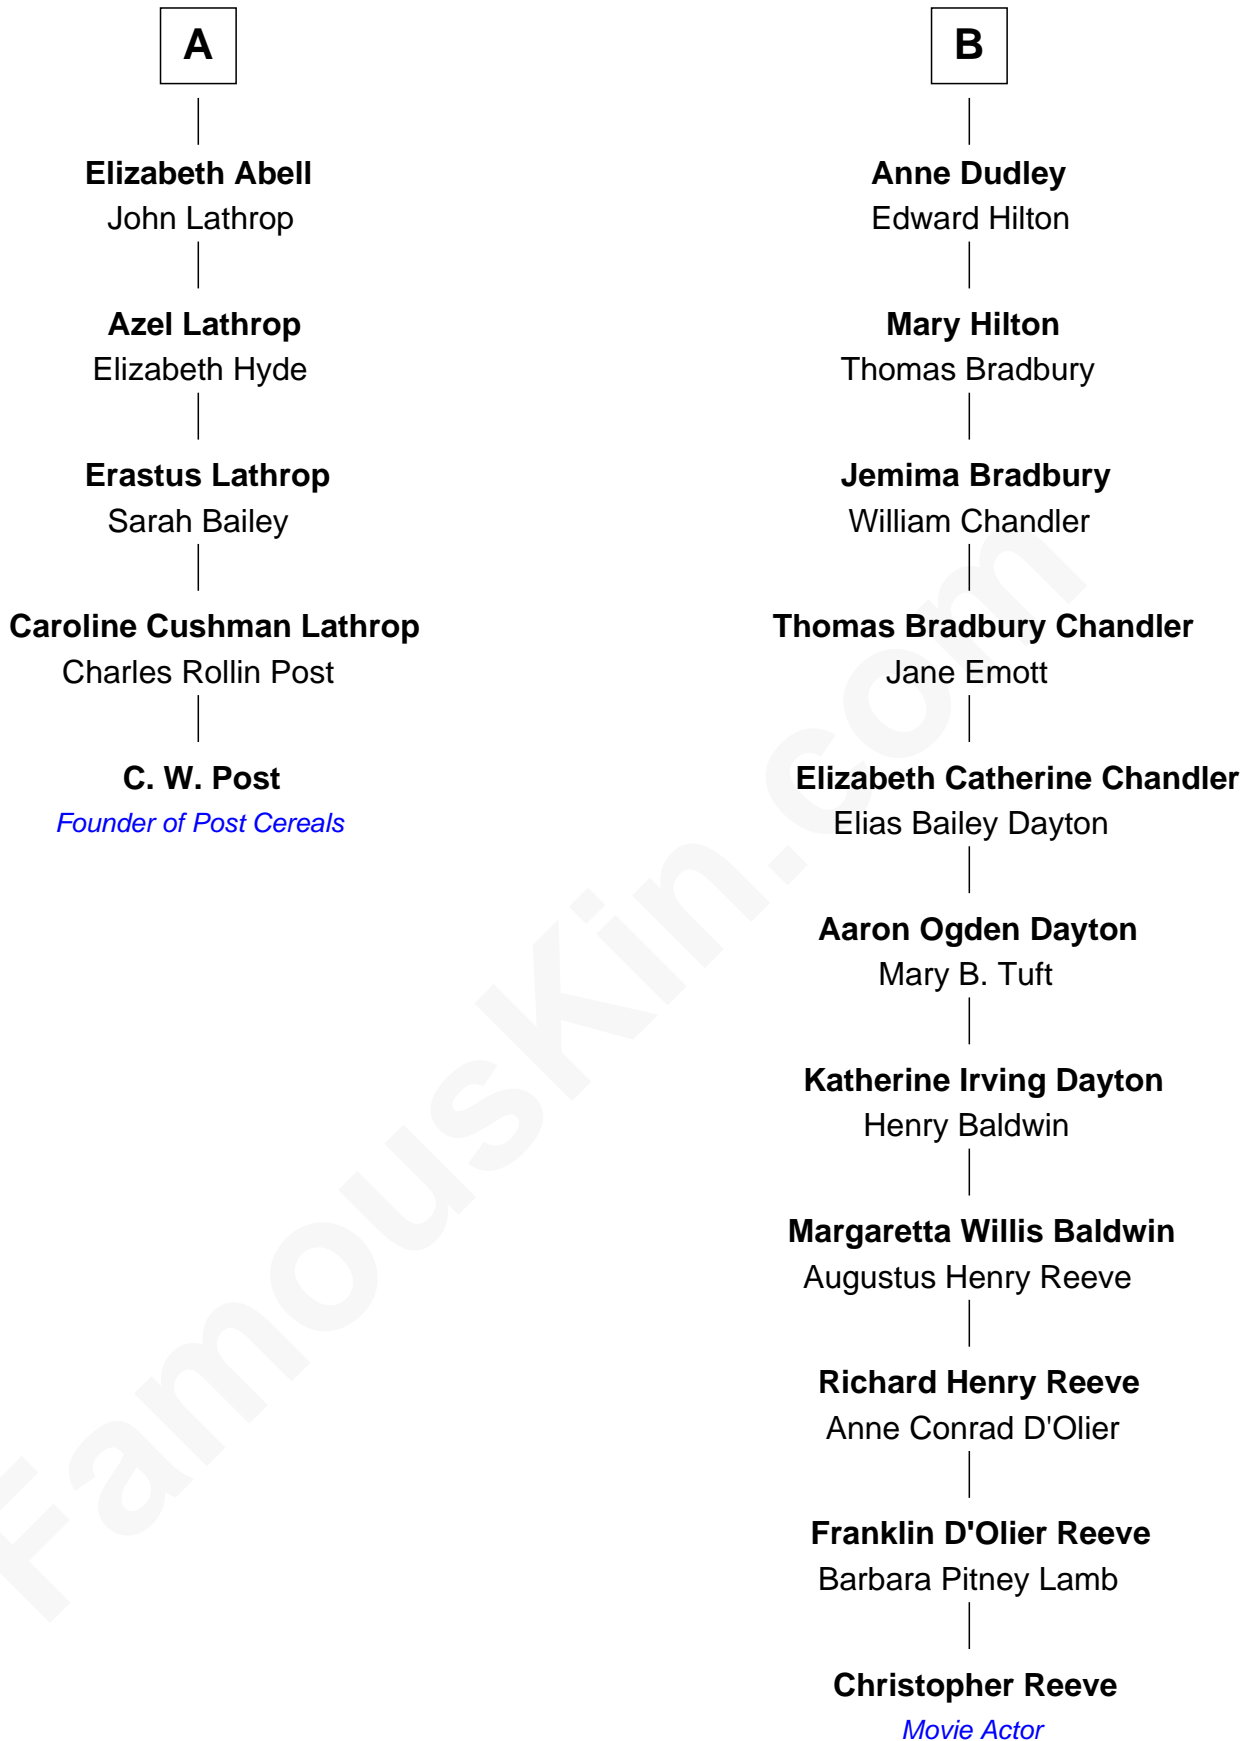 A
Elizabeth Abell
John Lathrop
Azel Lathrop
Elizabeth Hyde
Erastus Lathrop
Sarah Bailey
Caroline Cushman Lathrop
Charles Rollin Post
C. W. Post
Founder of Post Cereals
B
Anne Dudley
Edward Hilton
Mary Hilton
Thomas Bradbury
Jemima Bradbury
William Chandler
Thomas Bradbury Chandler
Jane Emott
Elizabeth Catherine Chandler
Elias Bailey Dayton
Aaron Ogden Dayton
Mary B. Tuft
Katherine Irving Dayton
Henry Baldwin
Margaretta Willis Baldwin
Augustus Henry Reeve
Richard Henry Reeve
Anne Conrad D'Olier
Franklin D'Olier Reeve
Barbara Pitney Lamb
Christopher Reeve
Movie Actor
FamousKin.com